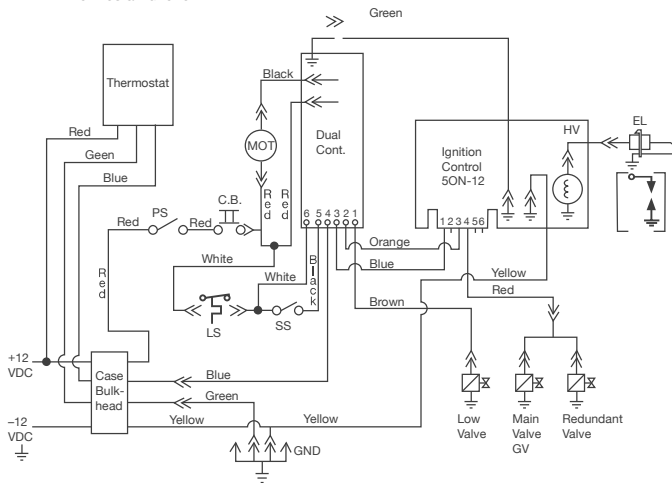 Green
Thermostat
Black
Dual
Cont.
MOT
HV
EL
Ignition
Control
5ON-12
Red
Geen
Blue
Red
Red
PS
C.B.
Red
Red
6 5 4 3 2 1
1 2 3 4 5 6
Orange
Blue
White
White
Black
Yellow
Red
Red
Brown
LS
SS
+12
VDC
Case
Bulk-
head
Blue
Green
Yellow
Yellow
–12
VDC
GND
Low
Valve
Main
Valve
GV
Redundant
Valve